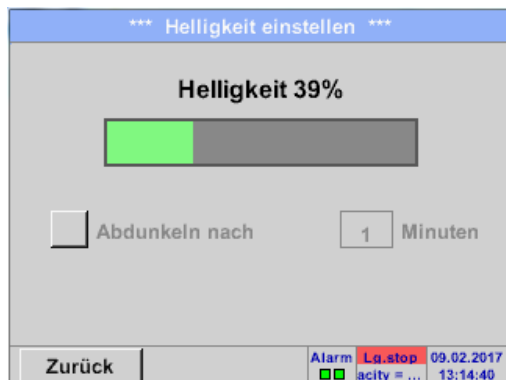 *** Helligkeit einstellen ***
Helligkeit 39%
Abdunkeln nach 1 Minuten
Zurück
Alarm Lg.stop 09.02.2017
acity = ... 13:14:40